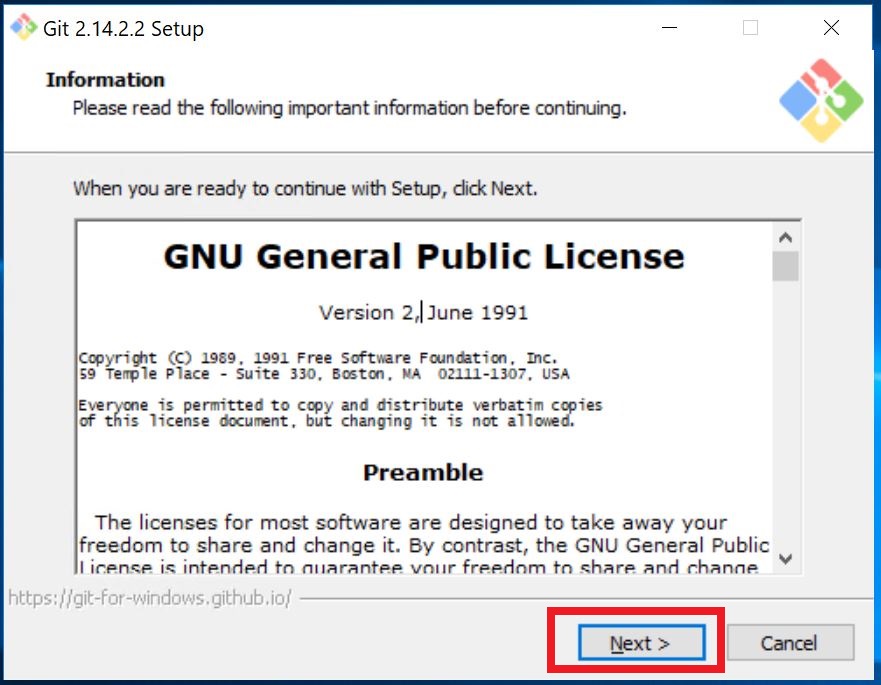 Git 2.14.2.2 Setup
Information
Please read the following important information before continuing.
When you are ready to continue with Setup, click Next.
GNU General Public License
Version 2, June 1991
Copyright (C) 1989, 1991 Free Software Foundation, Inc.
59 Temple Place - Suite 330, Boston, MA  02111-1307, USA
Everyone is permitted to copy and distribute verbatim copies
of this license document, but changing it is not allowed.
Preamble
The licenses for most software are designed to take away your
freedom to share and change it. By contrast, the GNU General Public
License is intended to guarantee your freedom to share and change
https://git-for-windows.github.io/
Next >
Cancel